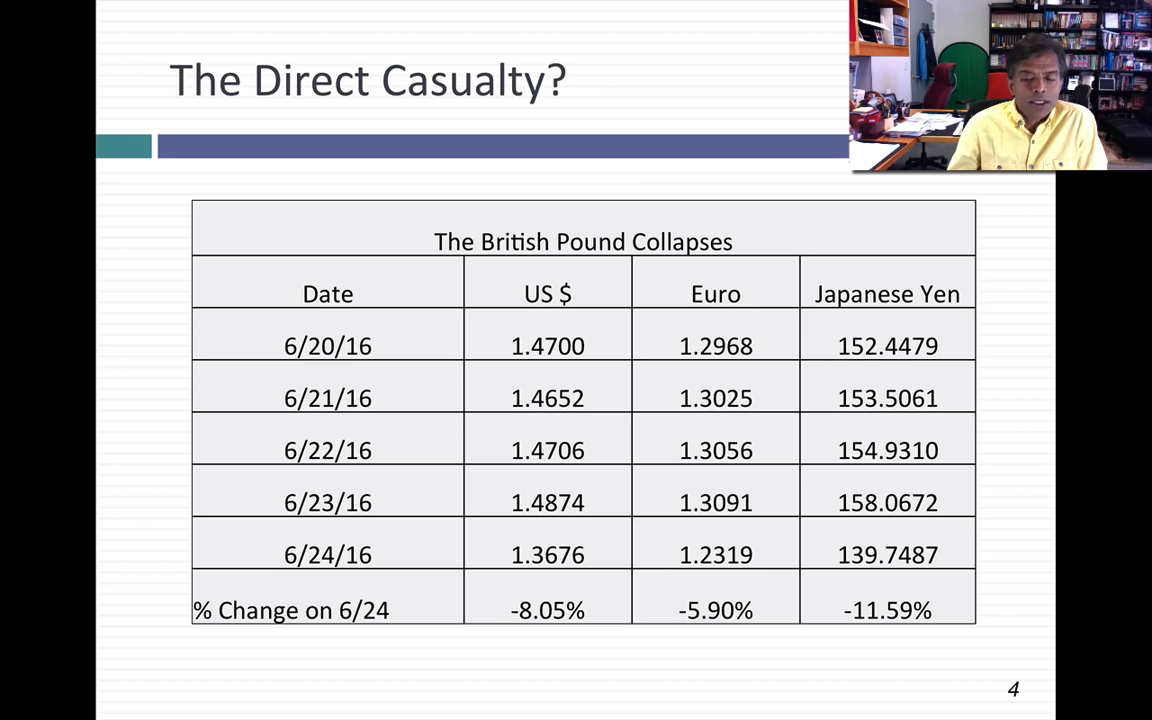 The Direct Casualty?
The British Pound Collapses
Date US $ Euro Japanese Yen
6/20/16 1.4700 1.2968 152.4479
6/21/16 1.4652 1.3025 153.5061
6/22/16 1.4706 1.3056 154.9310
6/23/16 1.4874 1.3091 158.0672
6/24/16 1.3676 1.2319 139.7487
% Change on 6/24 -8.05% -5.90% -11.59%
4